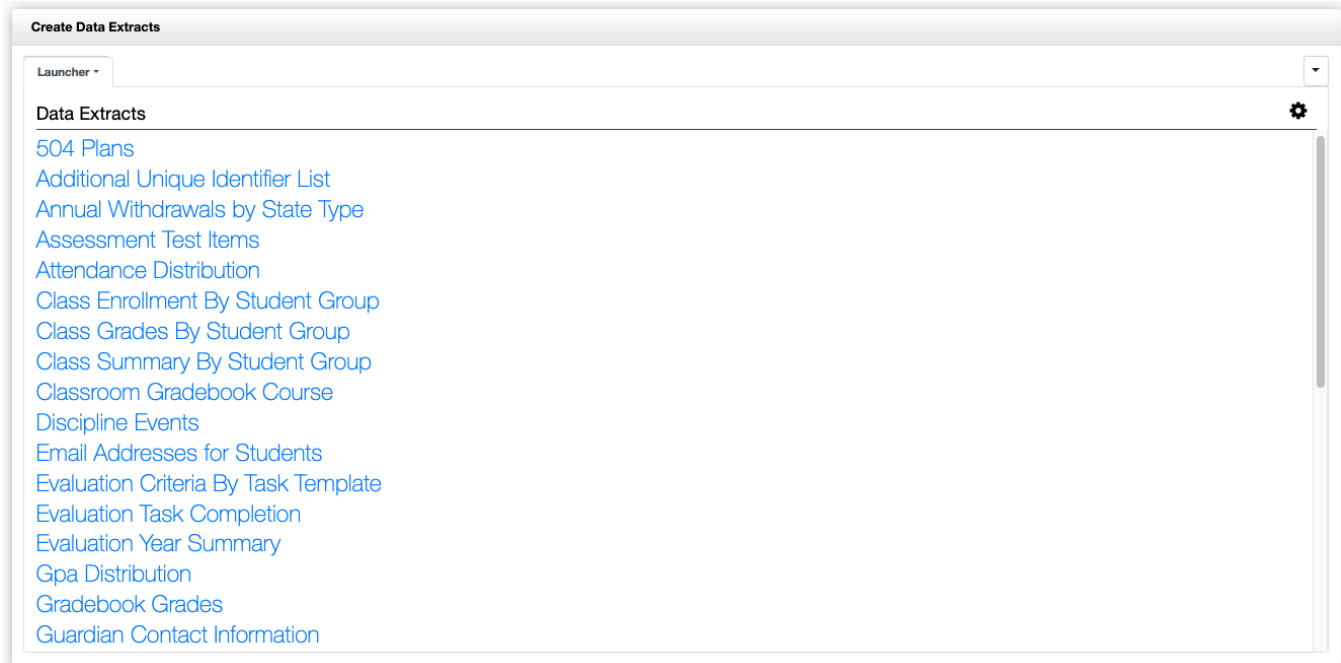 Create Data Extracts
Launcher
Data Extracts
504 Plans
Additional Unique Identifier List
Annual Withdrawals by State Type
Assessment Test Items
Attendance Distribution
Class Enrollment By Student Group
Class Grades By Student Group
Class Summary By Student Group
Classroom Gradebook Course
Discipline Events
Email Addresses for Students
Evaluation Criteria By Task Template
Evaluation Task Completion
Evaluation Year Summary
Gpa Distribution
Gradebook Grades
Guardian Contact Information